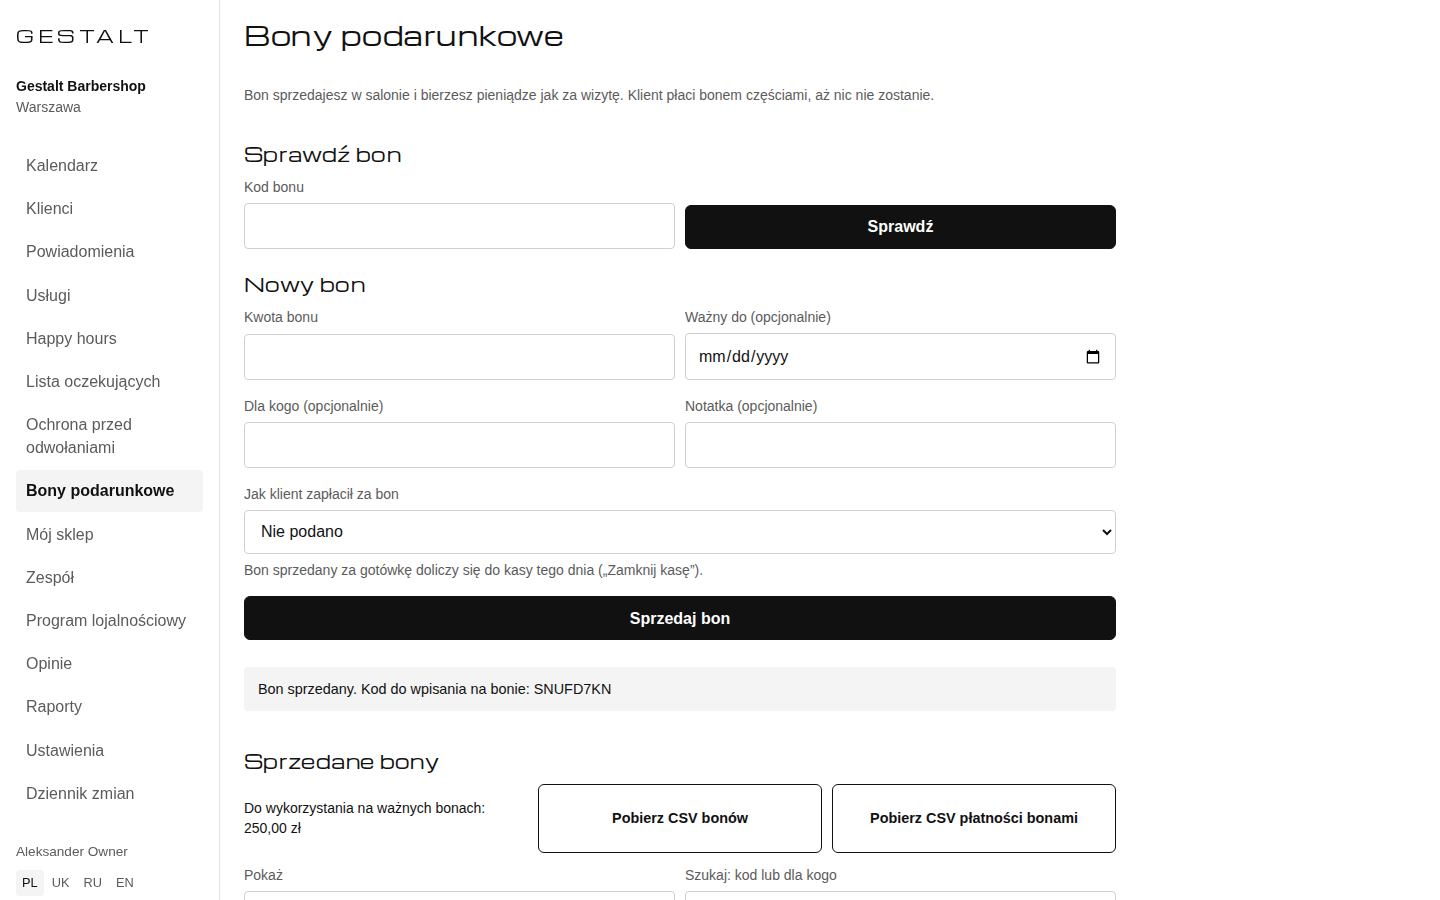 GESTALT
Gestalt Barbershop
Warszawa
Kalendarz
Klienci
Powiadomienia
Usługi
Happy hours
Lista oczekujących
Ochrona przed
odwołaniami
Bony podarunkowe
Mój sklep
Zespół
Program lojalnościowy
Opinie
Raporty
Ustawienia
Dziennik zmian
Aleksander Owner
PL UK RU EN
Bony podarunkowe
Bon sprzedajesz w salonie i bierzesz pieniądze jak za wizytę. Klient płaci bonem częściami, aż nic nie zostanie.
Sprawdź bon
Kod bonu
Sprawdź
Nowy bon
Kwota bonu
Ważny do (opcjonalnie)
mm/dd/yyyy
Dla kogo (opcjonalnie)
Notatka (opcjonalnie)
Jak klient zapłacił za bon
Nie podano
Bon sprzedany za gotówkę doliczy się do kasy tego dnia („Zamknij kasę”).
Sprzedaj bon
Bon sprzedany. Kod do wpisania na bonie: SNUFD7KN
Sprzedane bony
Do wykorzystania na ważnych bonach:
250,00 zł
Pobierz CSV bonów
Pobierz CSV płatności bonami
Pokaż
Szukaj: kod lub dla kogo